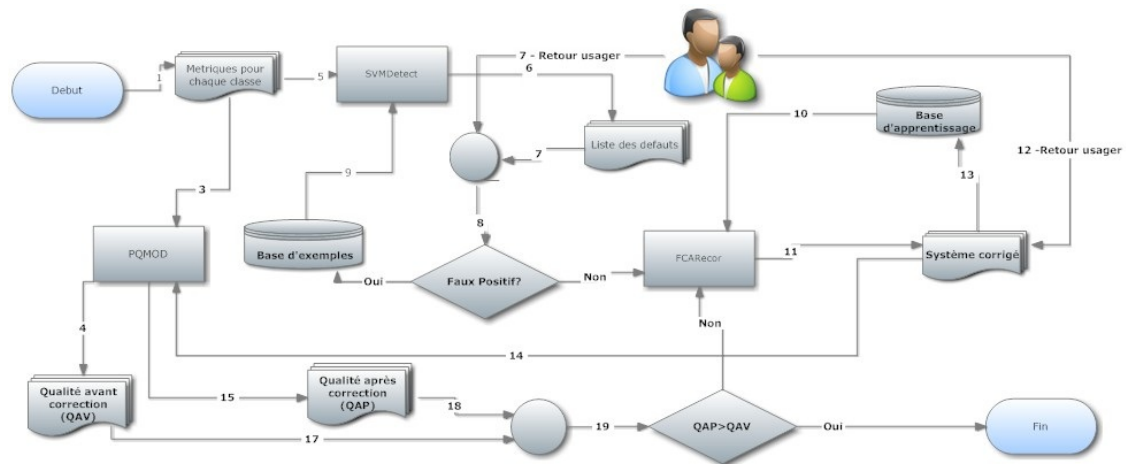 7 - Retour usager
Debut
1
Metriques pour
chaque classe
5
SVMDetect
6
Base
d'apprentissage
10
Liste des defauts
7
12 -Retour usager
13
9
3
8
PQMOD
Base d'exemples
Oui
Faux Positif?
Non
FCARecor
11
Système corrigé
4
Non
14
Qualité avant
correction
(QAV)
15
Qualité après
correction
(QAP)
18
17
19
QAP>QAV
Oui
Fin